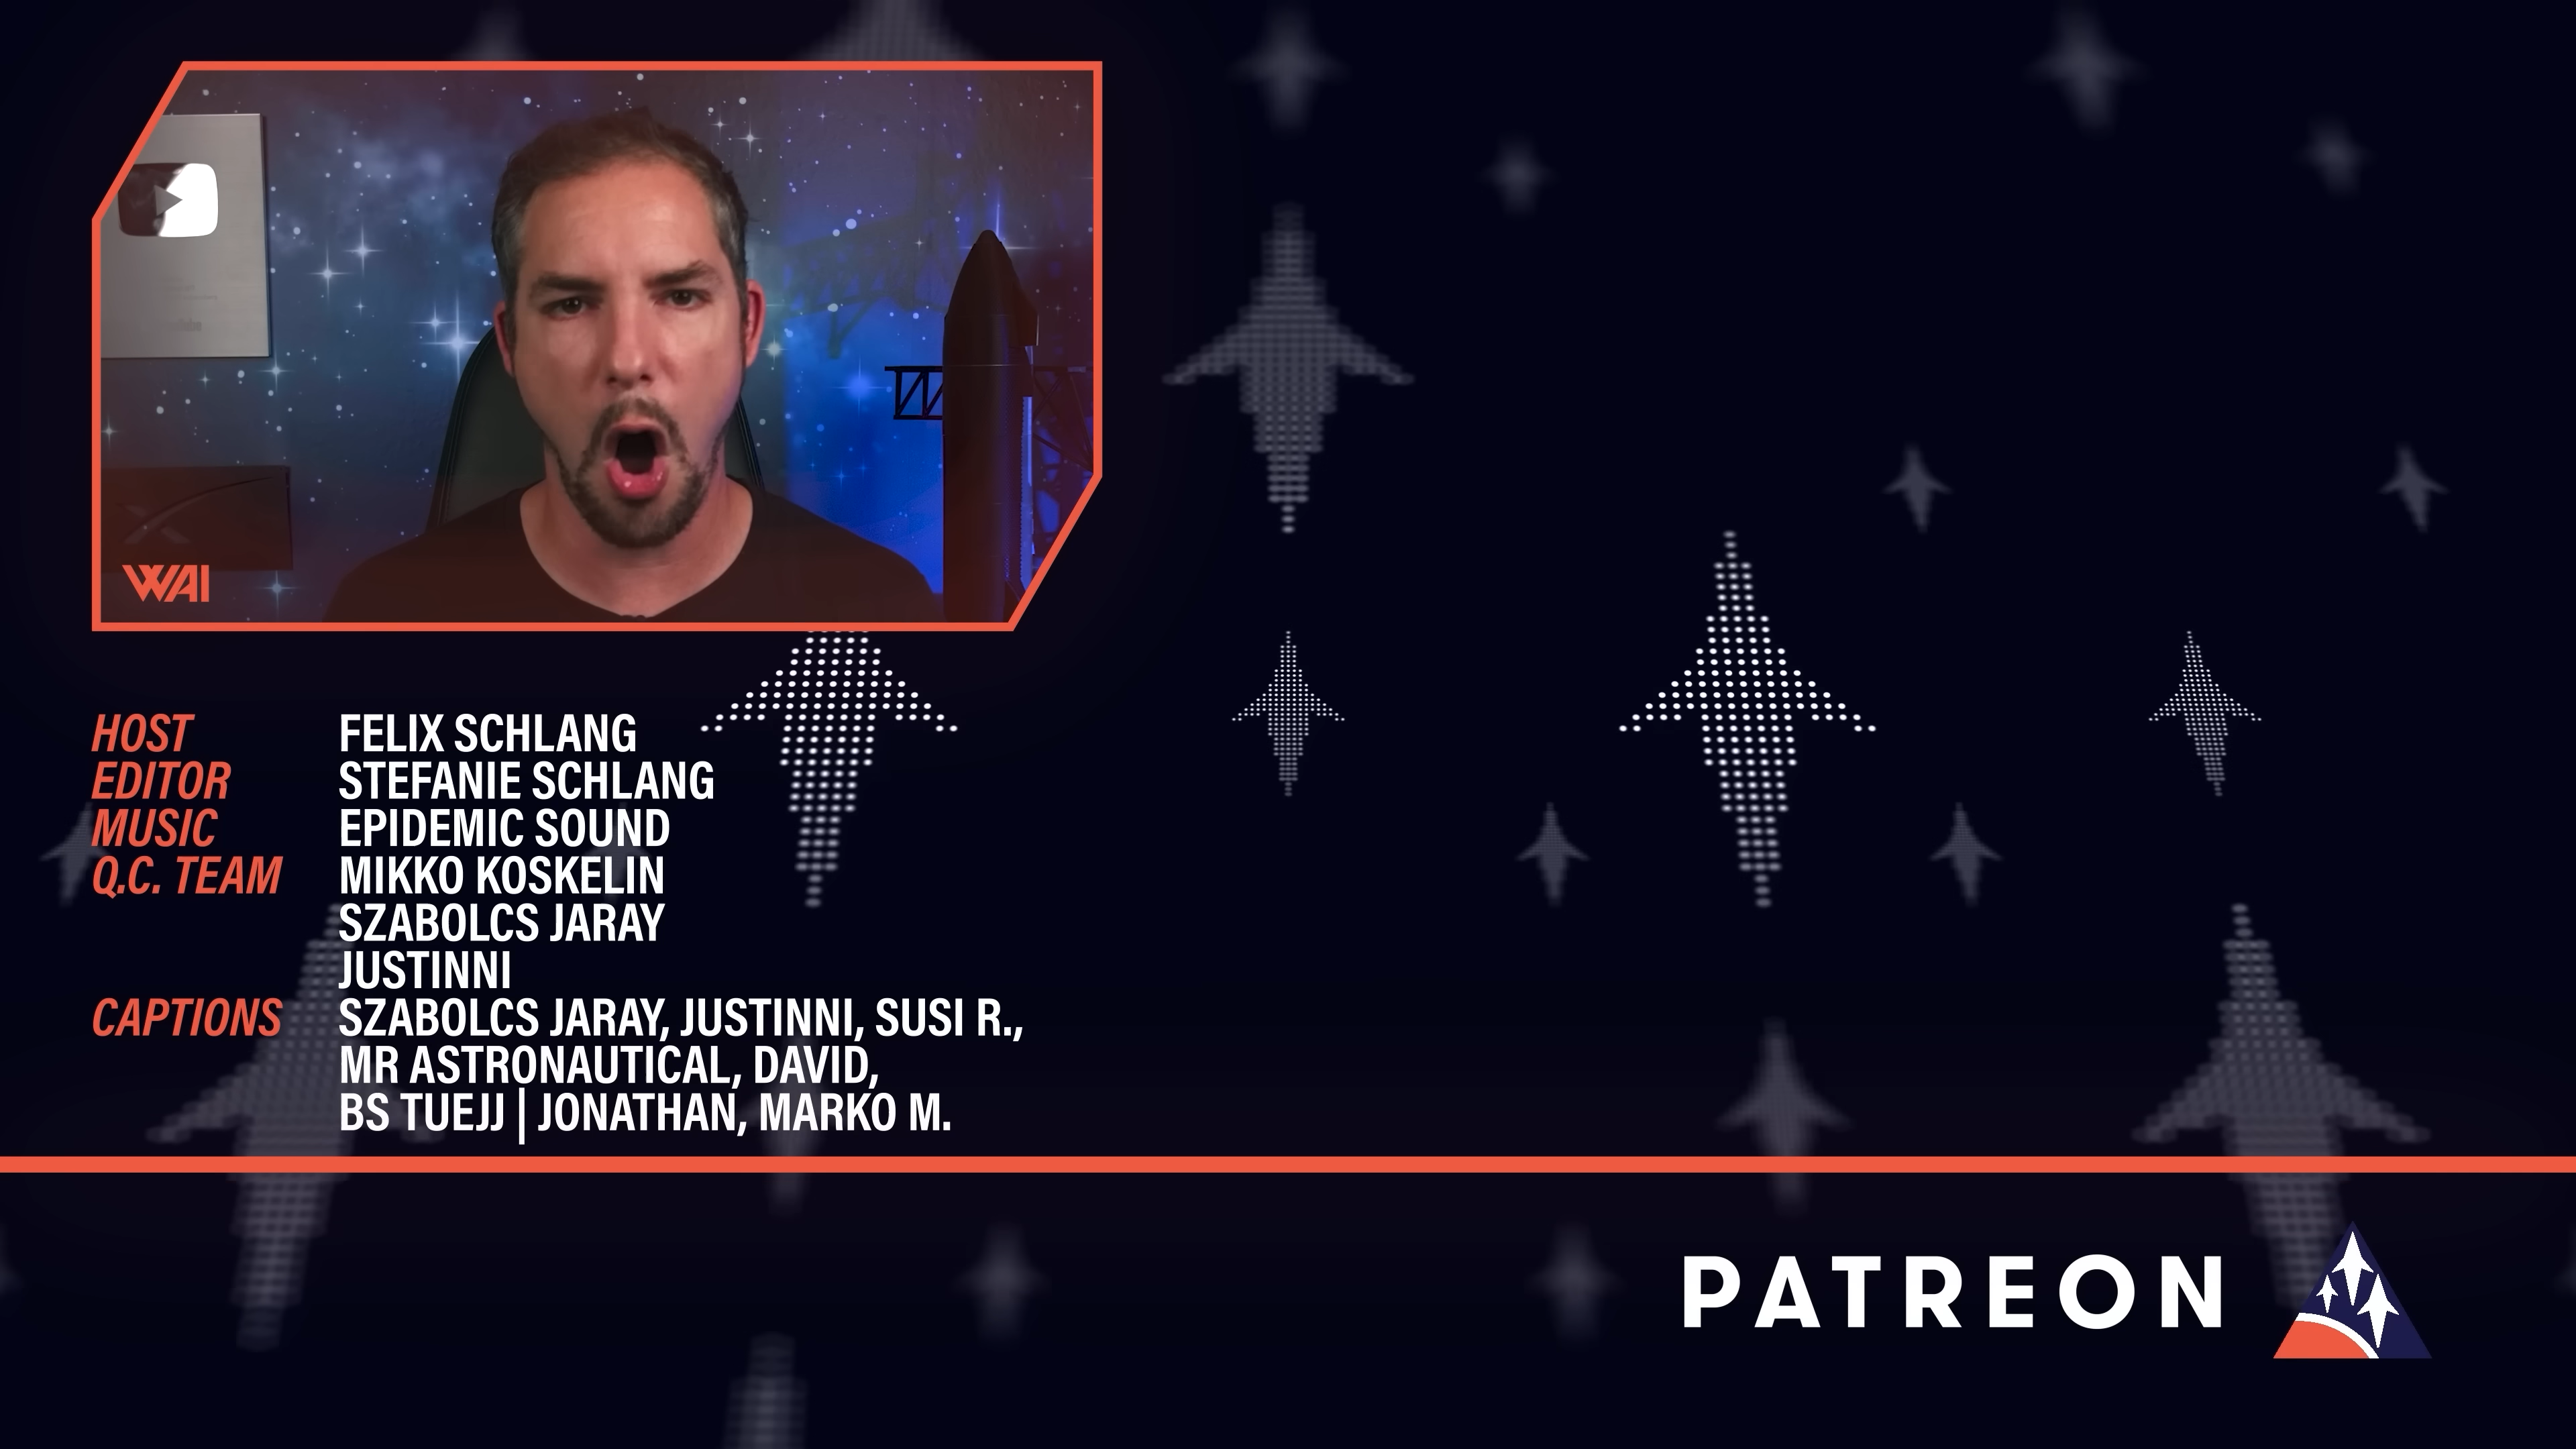 WAI
HOST FELIX SCHLANG
EDITOR STEFANIE SCHLANG
MUSIC EPIDEMIC SOUND
Q.C. TEAM MIKKO KOSKELIN
SZABOLCS JARAY
JUSTINNI
CAPTIONS SZABOLCS JARAY, JUSTINNI, SUSI R.,
MR ASTRONAUTICAL, DAVID,
BS TUEJJ | JONATHAN, MARKO M.
PATREON